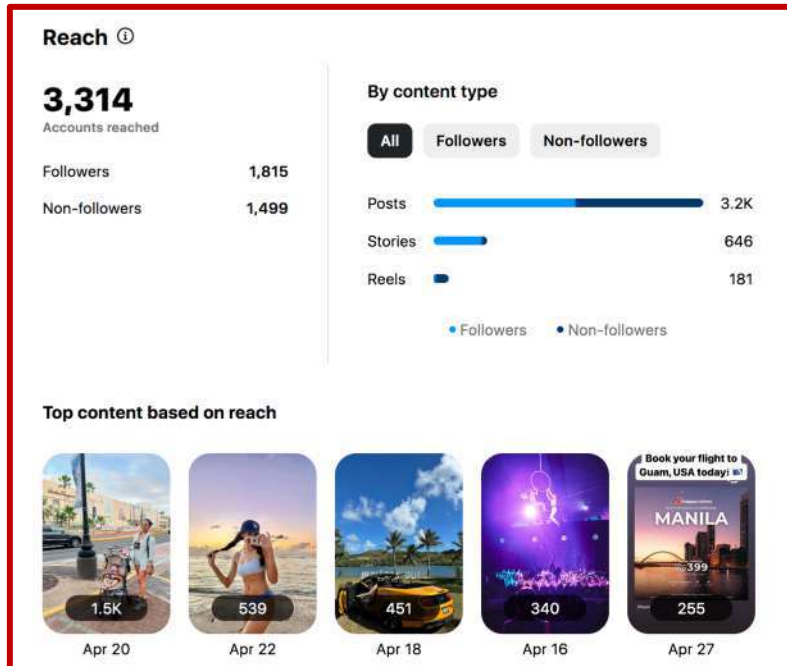 Reach
3,314
Accounts reached
Followers 1,815
Non-followers 1,499
By content type
All Followers Non-followers
Posts 3.2K
Stories 646
Reels 181
Followers Non-followers
Top content based on reach
1.5K 539 451 340 255
Book your flight to
Guam, USA today!
MANILA
399
Apr 20 Apr 22 Apr 18 Apr 16 Apr 27